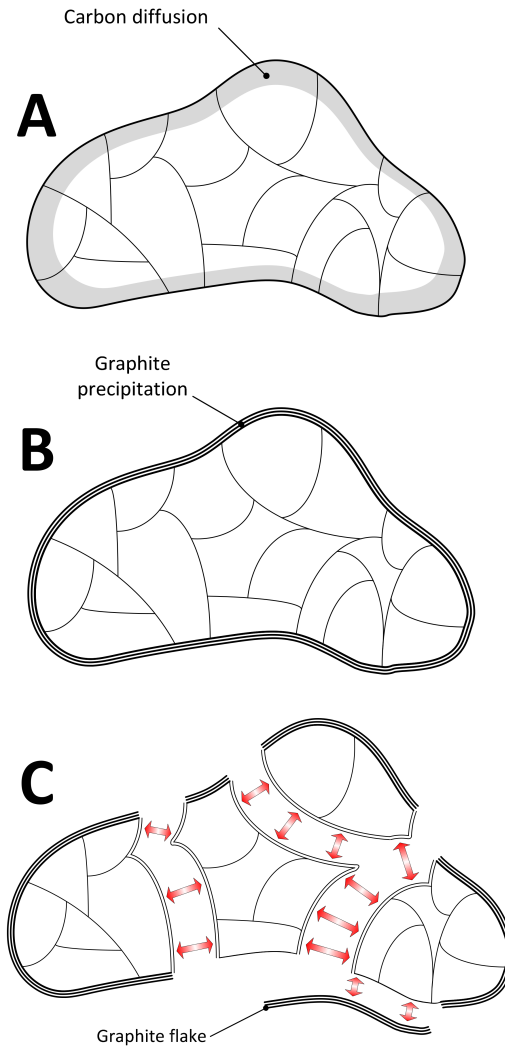 Carbon diffusion
A
Graphite
precipitation
B
C
Graphite flake